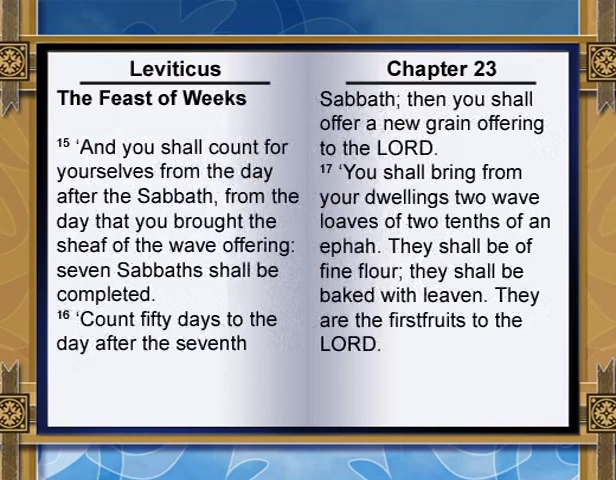 Leviticus
The Feast of Weeks
15 ‘And you shall count for
yourselves from the day
after the Sabbath, from the
day that you brought the
sheaf of the wave offering:
seven Sabbaths shall be
completed.
16 ‘Count fifty days to the
day after the seventh
Chapter 23
Sabbath; then you shall
offer a new grain offering
to the LORD.
17 ‘You shall bring from
your dwellings two wave
loaves of two tenths of an
ephah. They shall be of
fine flour; they shall be
baked with leaven. They
are the firstfruits to the
LORD.